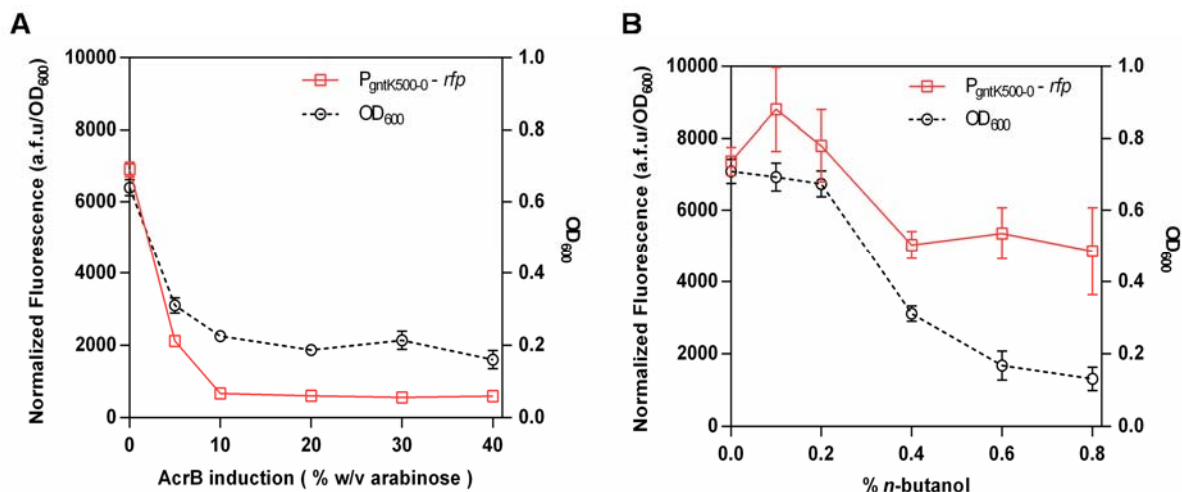 A
Normalized Fluorescence (a.f.u/OD600)
10000
8000
6000
4000
2000
0
PgntK500-0 - rfp
OD600
1.0
0.8
0.6
0.4
0.2
0.0
OD600
0 10 20 30 40
AcrB induction ( % w/v arabinose )
B
Normalized Fluorescence (a.f.u/OD600)
10000
8000
6000
4000
2000
0
PgntK500-0 - rfp
OD600
1.0
0.8
0.6
0.4
0.2
0.0
OD600
0.0 0.2 0.4 0.6 0.8
% n-butanol